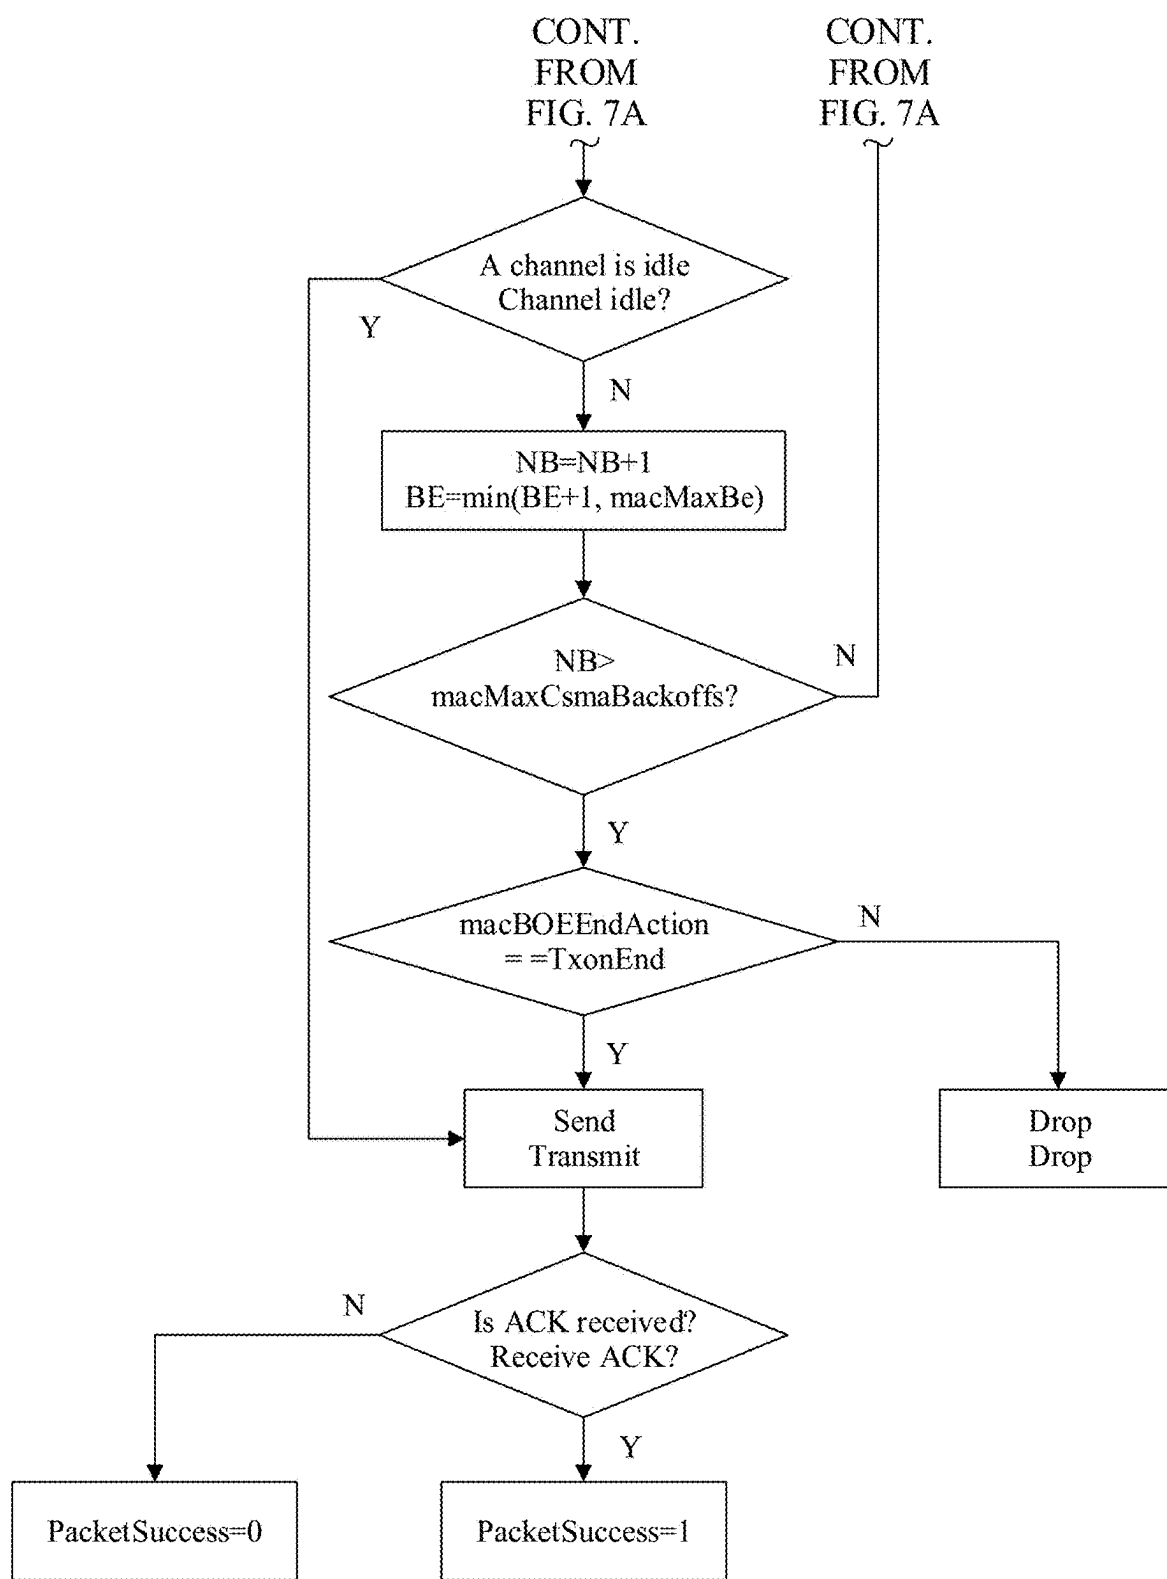 CONT.
FROM
FIG. 7A
CONT.
FROM
FIG. 7A
A channel is idle
Channel idle?
Y
N
NB=NB+1
BE=min(BE+1, macMaxBe)
NB>
macMaxCsmaBackoffs?
N
Y
macBOEEndAction
= =TxonEnd
N
Y
Send
Transmit
Drop
Drop
Is ACK received?
Receive ACK?
N
Y
PacketSuccess=0
PacketSuccess=1